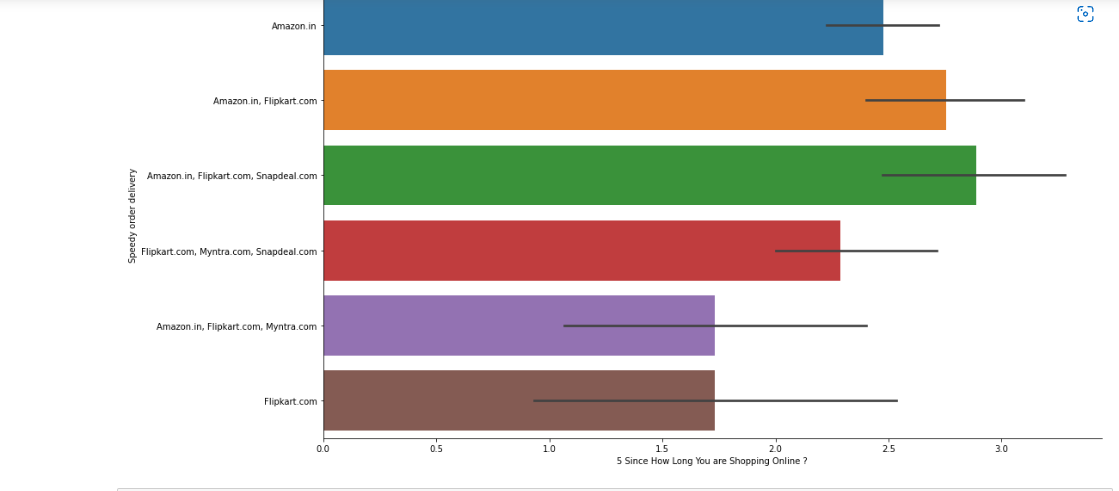 Amazon.in
Amazon.in, Flipkart.com
Amazon.in, Flipkart.com, Snapdeal.com
Speedy order delivery
Flipkart.com, Myntra.com, Snapdeal.com
Amazon.in, Flipkart.com, Myntra.com
Flipkart.com
0.0 0.5 1.0 1.5 2.0 2.5 3.0
5 Since How Long You are Shopping Online ?